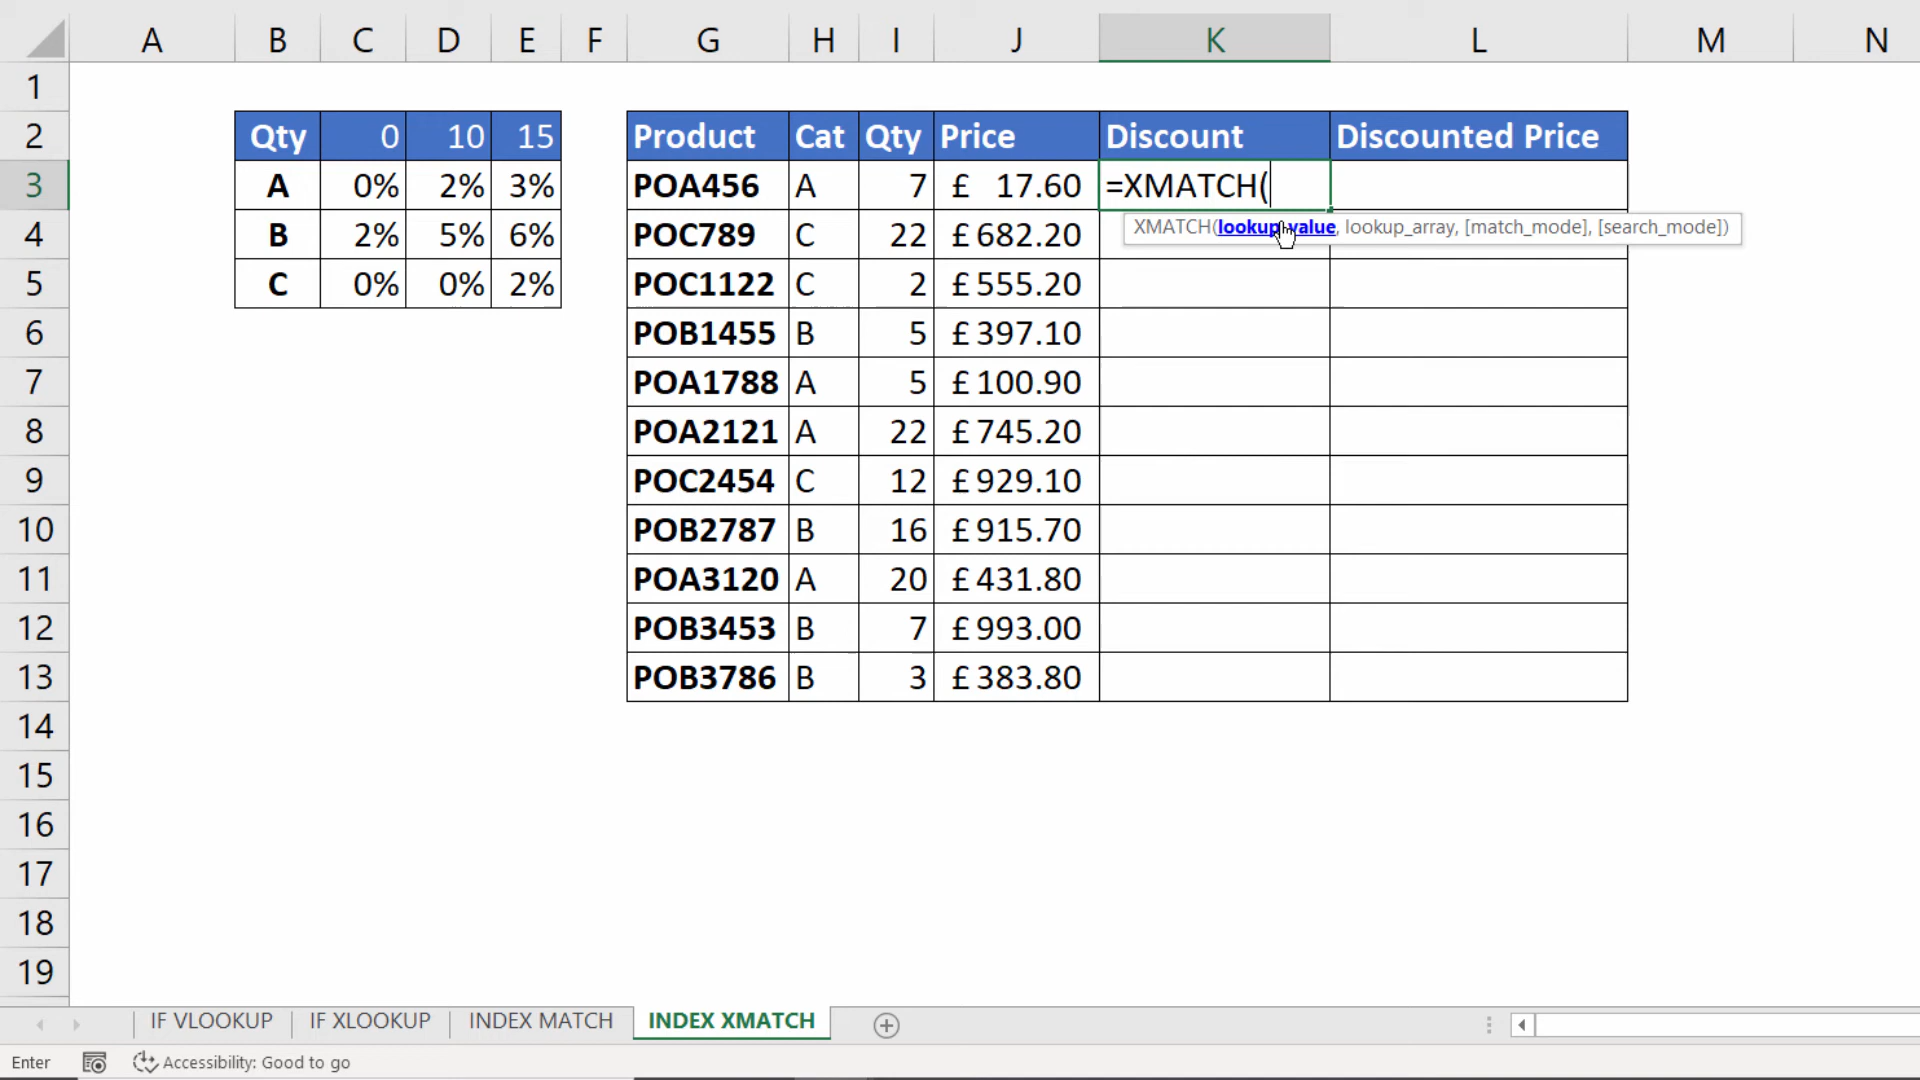 A B C D E F G H I J K L M N
1
2 Qty 0 10 15 Product Cat Qty Price Discount Discounted Price
3 A 0% 2% 3% POA456 A 7 £ 17.60 =XMATCH(
4 B 2% 5% 6% POC789 C 22 £ 682.20 XMATCH(lookup_value, lookup_array, [match_mode], [search_mode])
5 C 0% 0% 2% POC1122 C 2 £ 555.20
6 POB1455 B 5 £ 397.10
7 POA1788 A 5 £ 100.90
8 POA2121 A 22 £ 745.20
9 POC2454 C 12 £ 929.10
10 POB2787 B 16 £ 915.70
11 POA3120 A 20 £ 431.80
12 POB3453 B 7 £ 993.00
13 POB3786 B 3 £ 383.80
14
15
16
17
18
19
IF VLOOKUP IF XLOOKUP INDEX MATCH INDEX XMATCH
Enter Accessibility: Good to go